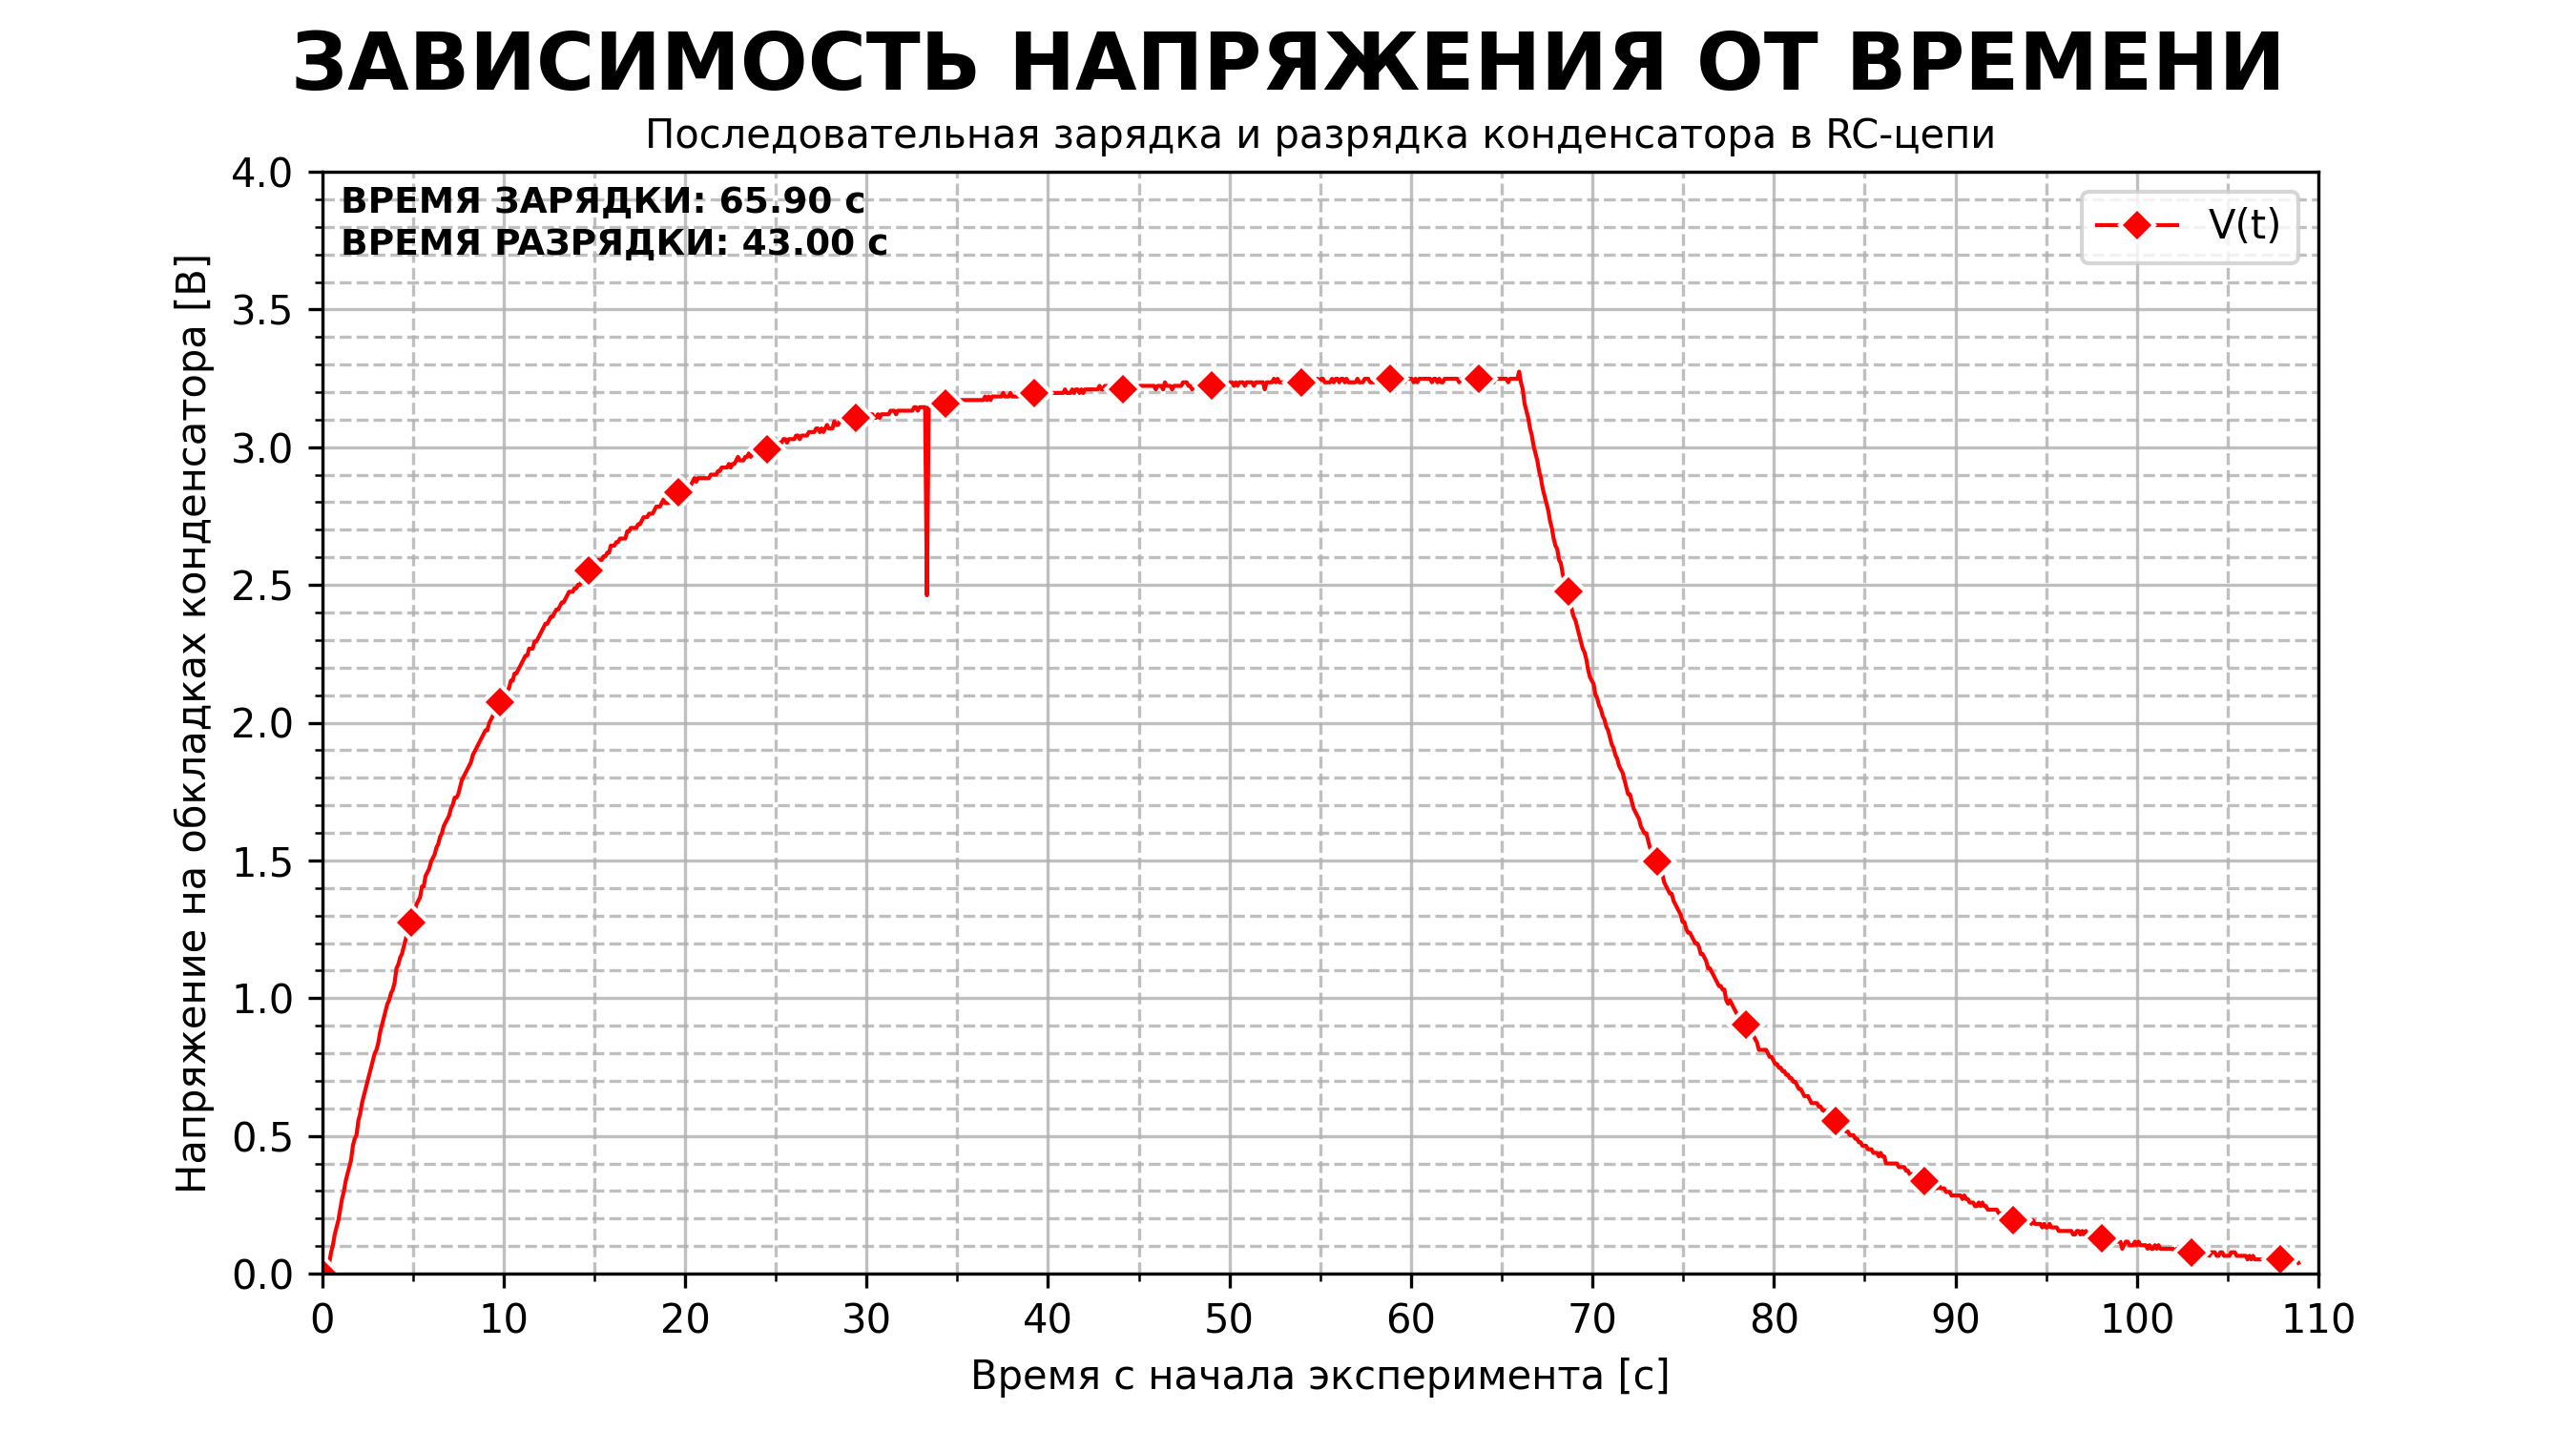 ЗАВИСИМОСТЬ НАПРЯЖЕНИЯ ОТ ВРЕМЕНИ
Последовательная зарядка и разрядка конденсатора в RC-цепи
ВРЕМЯ ЗАРЯДКИ: 65.90 с
ВРЕМЯ РАЗРЯДКИ: 43.00 с
V(t)
Напряжение на обкладках конденсатора [В]
4.0
3.5
3.0
2.5
2.0
1.5
1.0
0.5
0.0
0 10 20 30 40 50 60 70 80 90 100 110
Время с начала эксперимента [с]